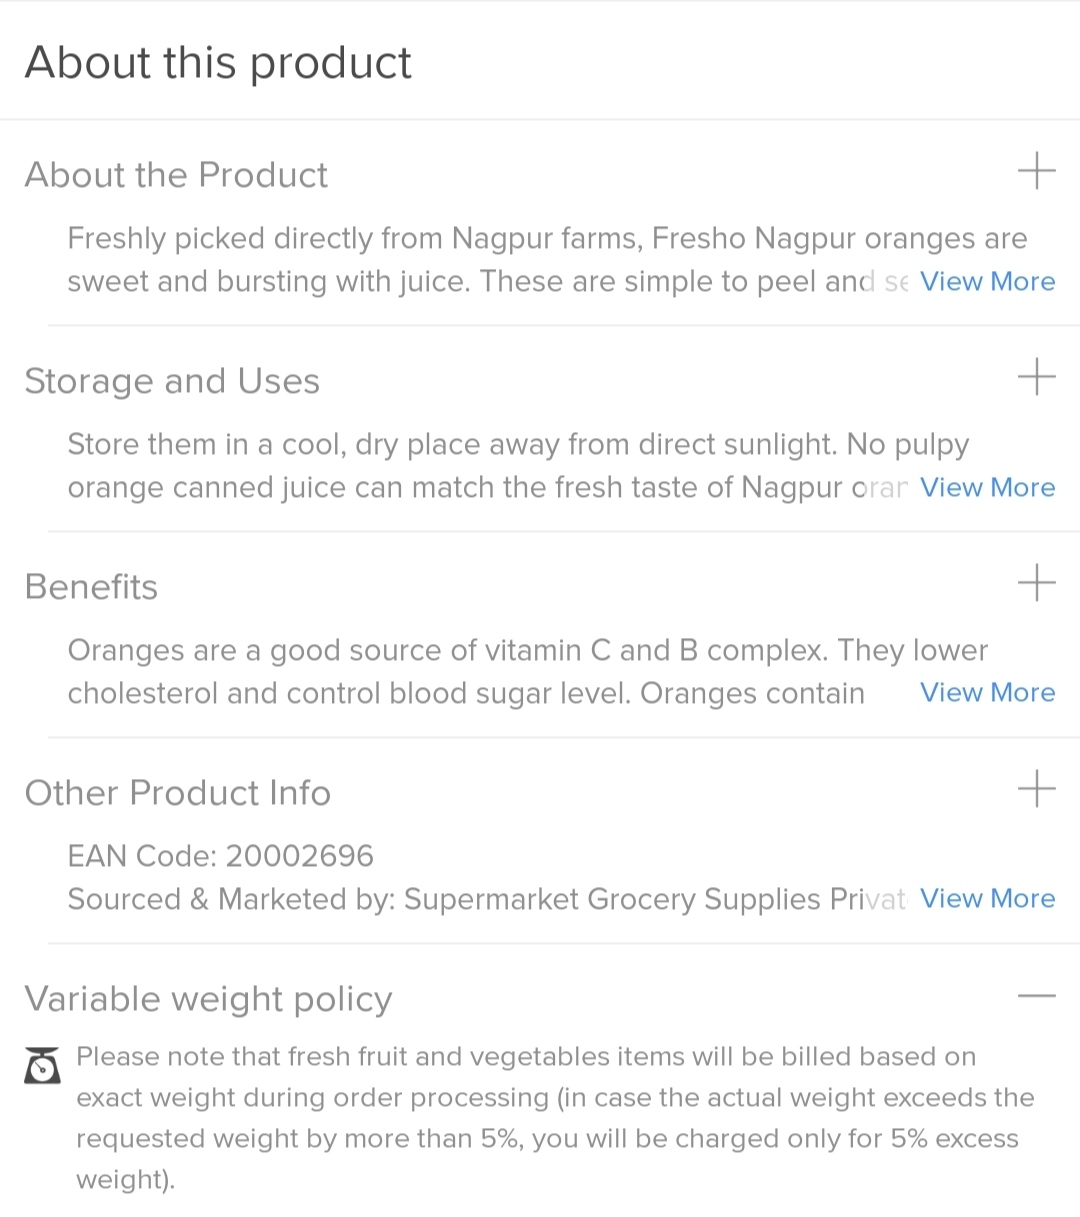 About this product
About the Product
Freshly picked directly from Nagpur farms, Fresho Nagpur oranges are
sweet and bursting with juice. These are simple to peel and se View More
Storage and Uses
Store them in a cool, dry place away from direct sunlight. No pulpy
orange canned juice can match the fresh taste of Nagpur oran View More
Benefits
Oranges are a good source of vitamin C and B complex. They lower
cholesterol and control blood sugar level. Oranges contain View More
Other Product Info
EAN Code: 20002696
Sourced & Marketed by: Supermarket Grocery Supplies Privat View More
Variable weight policy
Please note that fresh fruit and vegetables items will be billed based on
exact weight during order processing (in case the actual weight exceeds the
requested weight by more than 5%, you will be charged only for 5% excess
weight).